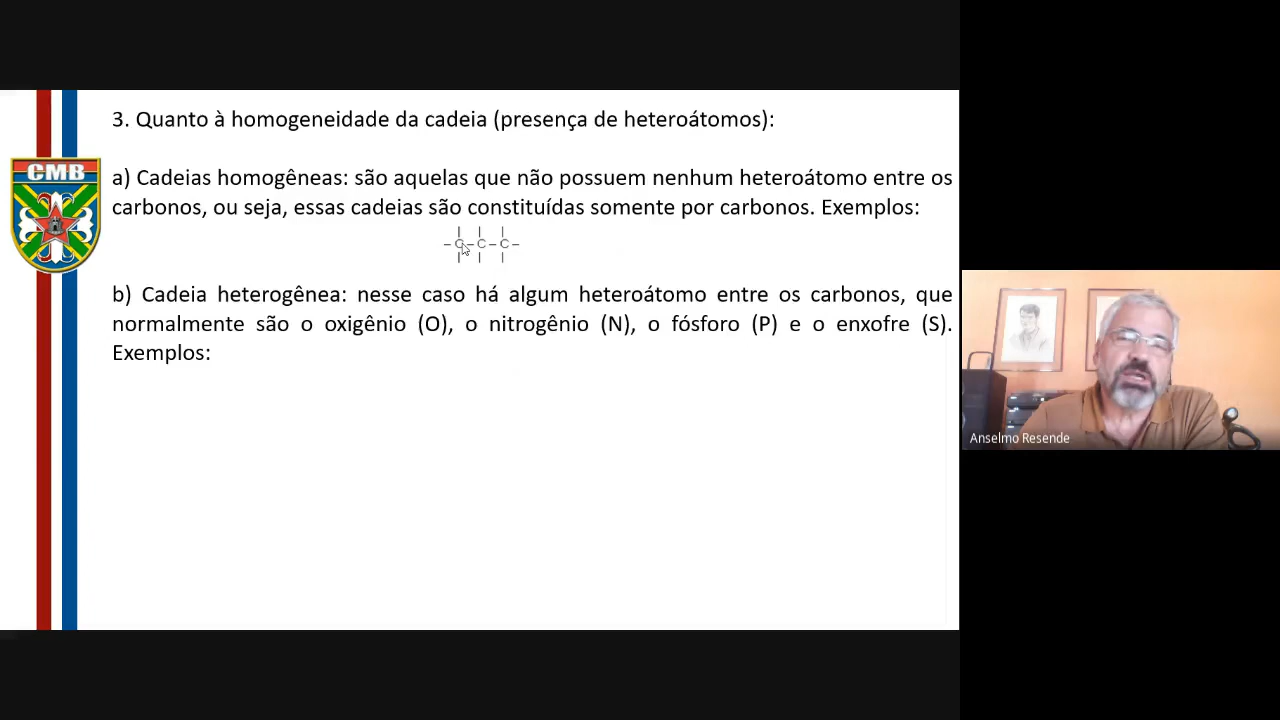 3. Quanto à homogeneidade da cadeia (presença de heteroátomos):
CMB
a) Cadeias homogêneas: são aquelas que não possuem nenhum heteroátomo entre os
carbonos, ou seja, essas cadeias são constituídas somente por carbonos. Exemplos:
– C – C – C –
b) Cadeia heterogênea: nesse caso há algum heteroátomo entre os carbonos, que
normalmente são o oxigênio (O), o nitrogênio (N), o fósforo (P) e o enxofre (S).
Exemplos:
Anselmo Resende